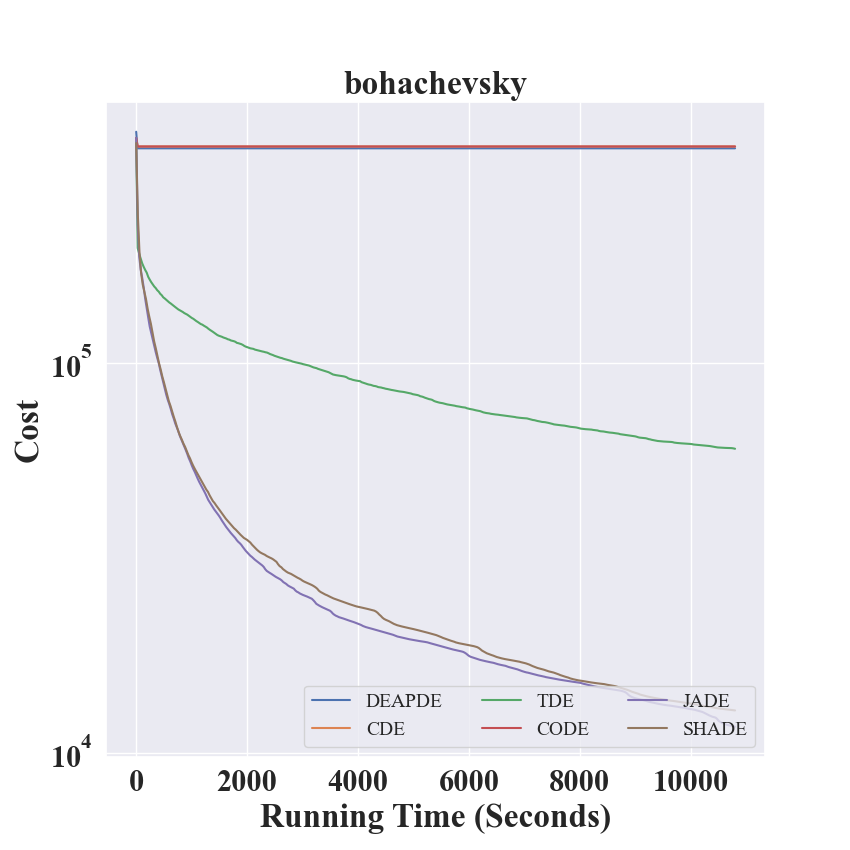 bohachevsky
Cost
10^5
10^4
0 2000 4000 6000 8000 10000
Running Time (Seconds)
DEAPDE TDE JADE
CDE CODE SHADE